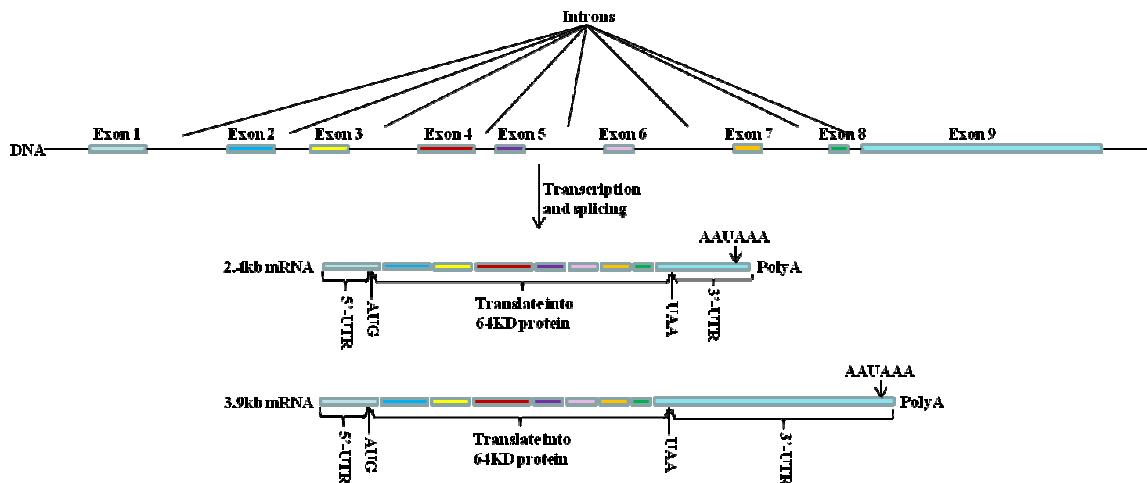 Introns
Exon 1 Exon 2 Exon 3 Exon 4 Exon 5 Exon 6 Exon 7 Exon 8 Exon 9
DNA
Transcription
and splicing
AAUAAA
2.4kb mRNA
PolyA
5'-UTR
AUG
Translate into
64KD protein
UAA
3'-UTR
AAUAAA
3.9kb mRNA
PolyA
5'-UTR
AUG
Translate into
64KD protein
UAA
3'-UTR